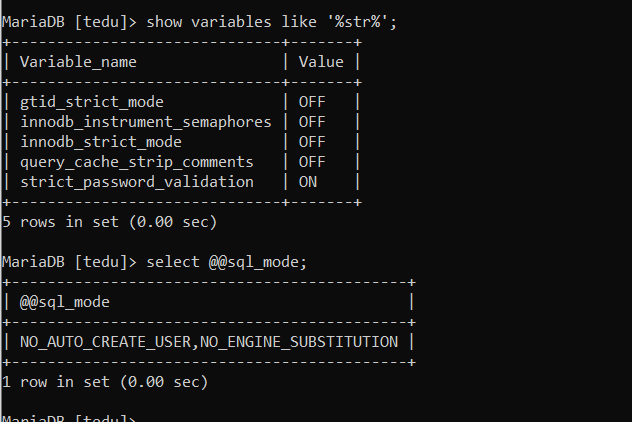 MariaDB [tedu]> show variables like '%str%';
+-----------------------------+-------+
| Variable_name               | Value |
+-----------------------------+-------+
| gtid_strict_mode            | OFF   |
| innodb_instrument_semaphores | OFF   |
| innodb_strict_mode          | OFF   |
| query_cache_strip_comments  | OFF   |
| strict_password_validation  | ON    |
+-----------------------------+-------+
5 rows in set (0.00 sec)
MariaDB [tedu]> select @@sql_mode;
+--------------------------------------------+
| @@sql_mode                                 |
+--------------------------------------------+
| NO_AUTO_CREATE_USER,NO_ENGINE_SUBSTITUTION |
+--------------------------------------------+
1 row in set (0.00 sec)
MariaDB [tedu]>